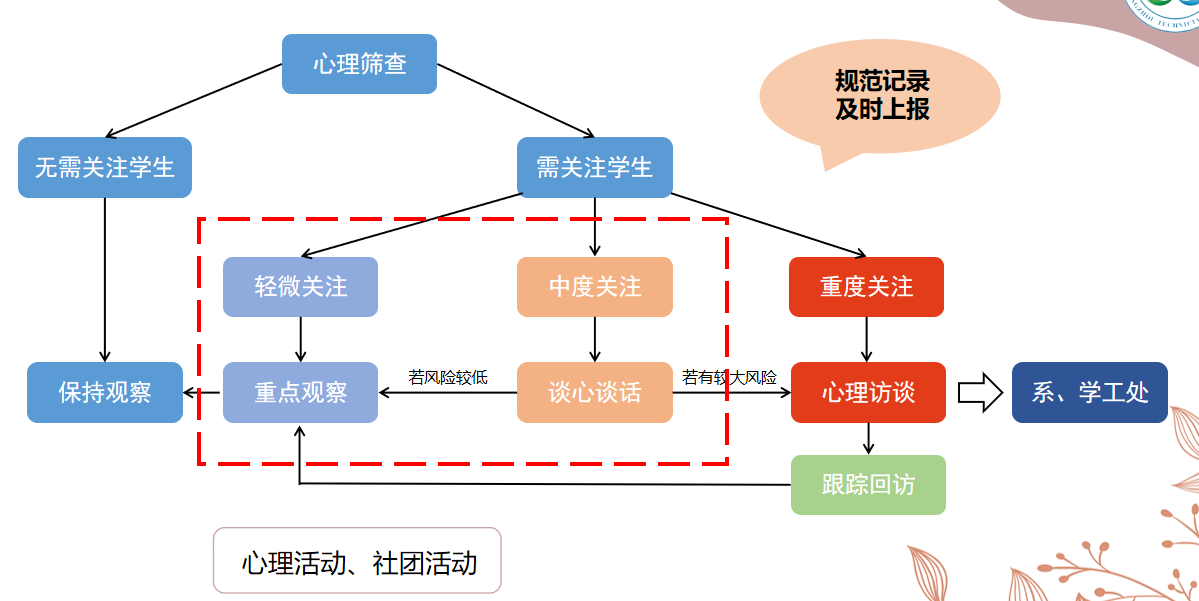 心理筛查
规范记录
及时上报
无需关注学生
需关注学生
轻微关注
中度关注
重度关注
若风险较低
若有较大风险
保持观察
重点观察
谈心谈话
心理访谈
系、学工处
跟踪回访
心理活动、社团活动